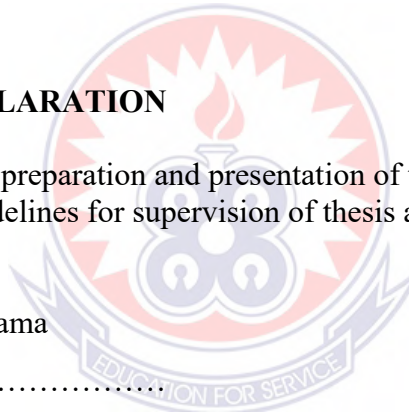 LARATION
preparation and presentation of
delines for supervision of thesis
ama
…………………..
EDUCATION FOR SERVICE